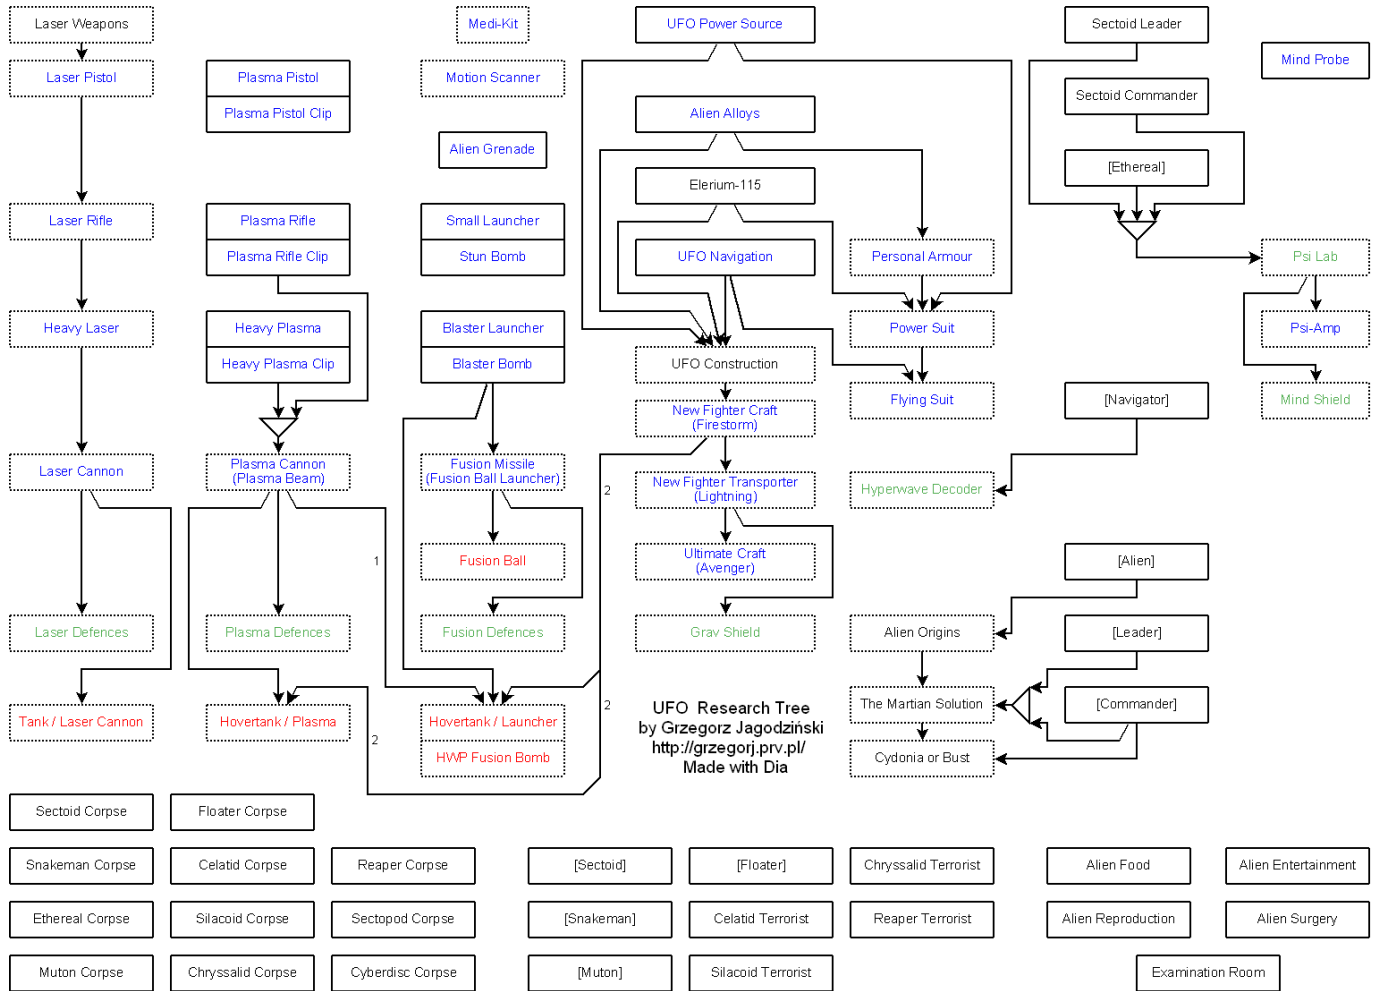 Laser Weapons
Medi-Kit
UFO Power Source
Sectoid Leader
Mind Probe
Laser Pistol
Plasma Pistol
Plasma Pistol Clip
Motion Scanner
Sectoid Commander
Alien Alloys
Alien Grenade
[Ethereal]
Elerium-115
Laser Rifle
Plasma Rifle
Plasma Rifle Clip
Small Launcher
Stun Bomb
UFO Navigation
Personal Armour
Psi Lab
Heavy Laser
Heavy Plasma
Heavy Plasma Clip
Blaster Launcher
Blaster Bomb
UFO Construction
Power Suit
Psi-Amp
Flying Suit
Mind Shield
New Fighter Craft
(Firestorm)
[Navigator]
Laser Cannon
Plasma Cannon
(Plasma Beam)
Fusion Missile
(Fusion Ball Launcher)
2
New Fighter Transporter
(Lightning)
Hyperwave Decoder
1
Fusion Ball
Ultimate Craft
(Avenger)
[Alien]
Laser Defences
Plasma Defences
Fusion Defences
Grav Shield
Alien Origins
[Leader]
Tank / Laser Cannon
Hovertank / Plasma
2
Hovertank / Launcher
HWP Fusion Bomb
2
UFO Research Tree
by Grzegorz Jagodziński
http://grzegorj.prv.pl/
Made with Dia
The Martian Solution
[Commander]
Cydonia or Bust
Sectoid Corpse
Floater Corpse
Snakeman Corpse
Celatid Corpse
Reaper Corpse
[Sectoid]
[Floater]
Chryssalid Terrorist
Alien Food
Alien Entertainment
Ethereal Corpse
Silacoid Corpse
Sectopod Corpse
[Snakeman]
Celatid Terrorist
Reaper Terrorist
Alien Reproduction
Alien Surgery
Muton Corpse
Chryssalid Corpse
Cyberdisc Corpse
[Muton]
Silacoid Terrorist
Examination Room